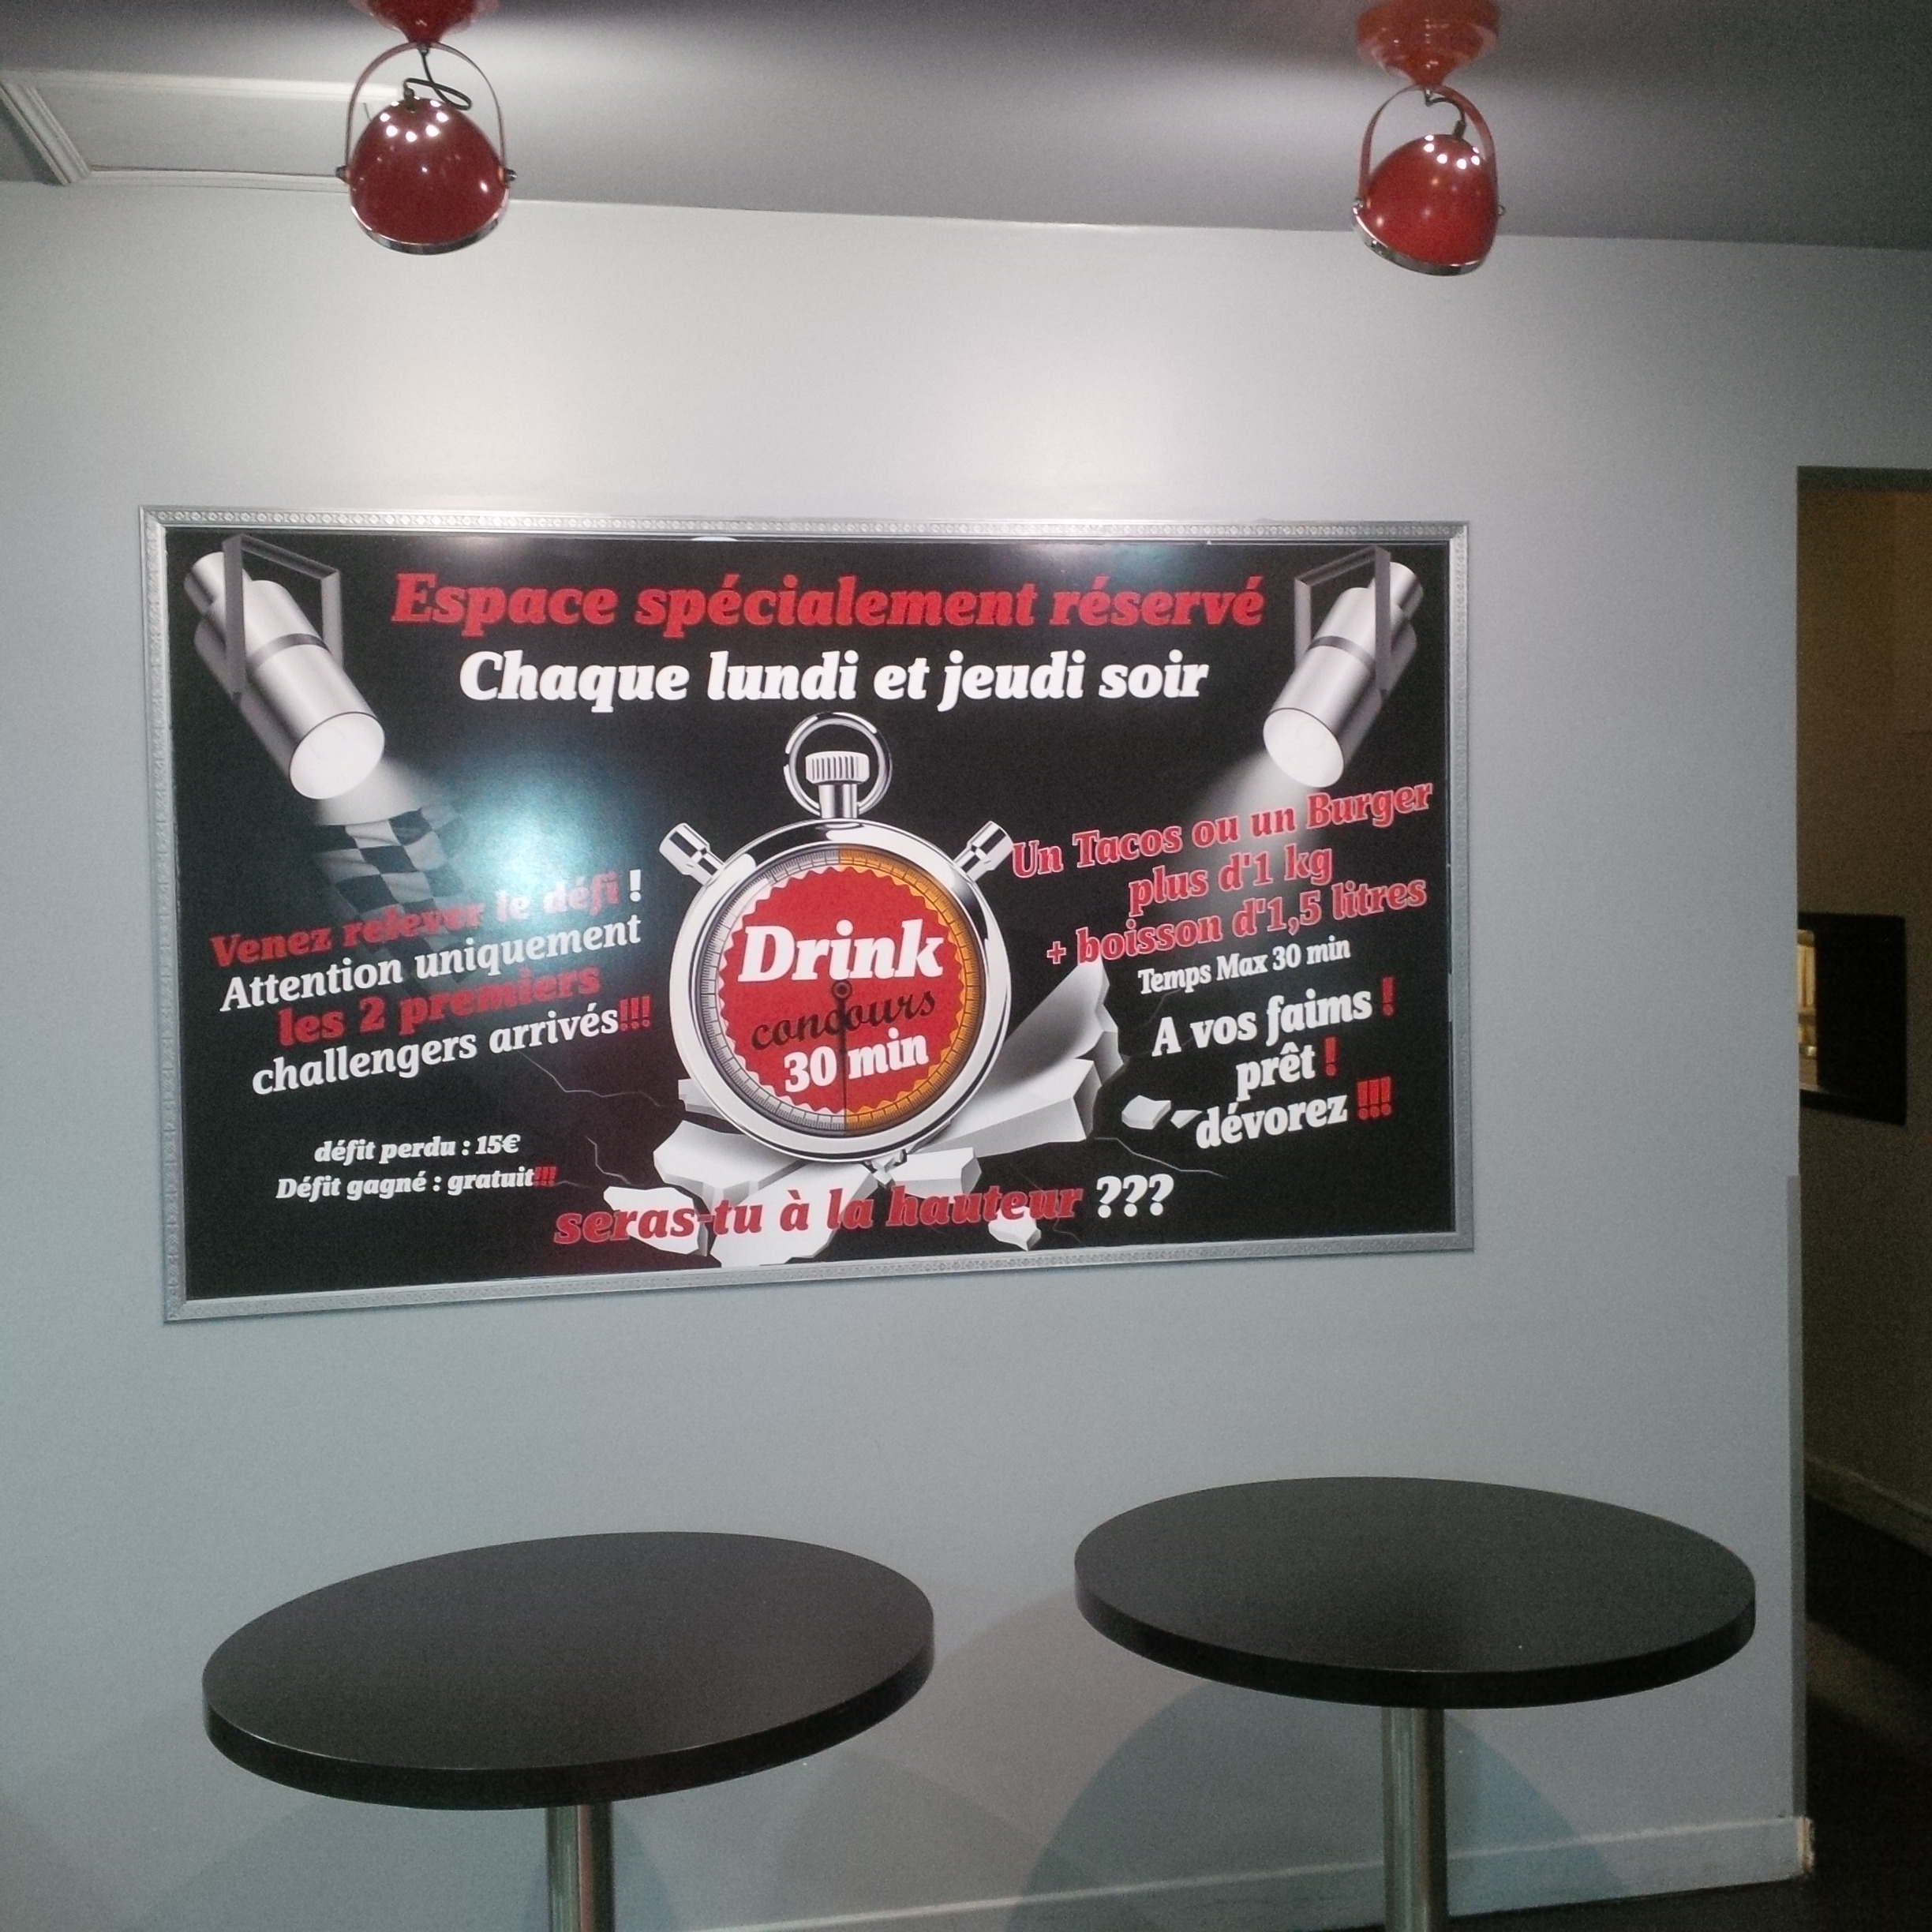 Espace spécialement réservé
Chaque lundi et jeudi soir
Venez relever le défi !
Attention uniquement
les 2 premiers
challengers arrivés!!!
défit perdu : 15€
Défit gagné : gratuit!!!
Drink
concours
30 min
Un Tacos ou un Burger
plus d'1 kg
+ boisson d'1,5 litres
Temps Max 30 min
A vos faims !
prêt !
dévorez !!!
seras-tu à la hauteur ???